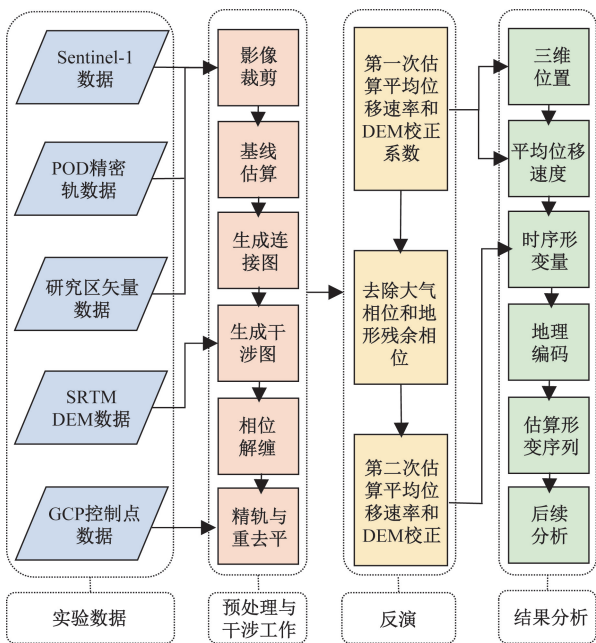 Sentinel-1
数据
POD精密
轨数据
研究区矢量
数据
SRTM
DEM数据
GCP控制点
数据
实验数据
影像
裁剪
基线
估算
生成连
接图
生成干
涉图
相位
解缠
精轨与
重去平
预处理与
干涉工作
第一次估
算平均位
移速率和
DEM校正
系数
去除大气
相位和地
形残余相
位
第二次估
算平均位
移速率和
DEM校正
反演
三维
位置
平均位移
速度
时序形
变量
地理
编码
估算形
变序列
后续
分析
结果分析